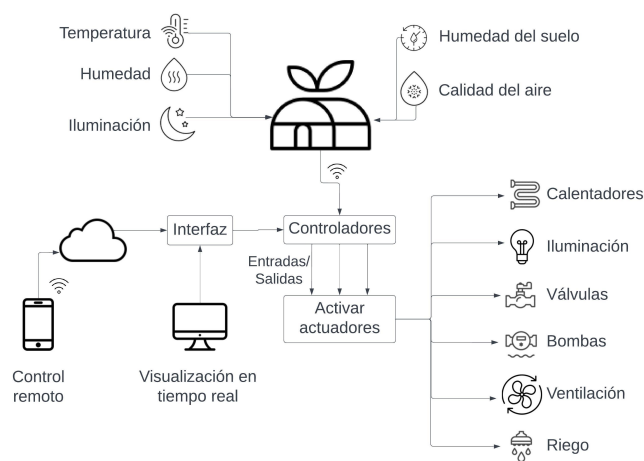 Temperatura
Humedad
Iluminación
Humedad del suelo
Calidad del aire
Interfaz
Controladores
Entradas/
Salidas
Activar
actuadores
Control
remoto
Visualización en
tiempo real
Calentadores
Iluminación
Válvulas
Bombas
Ventilación
Riego